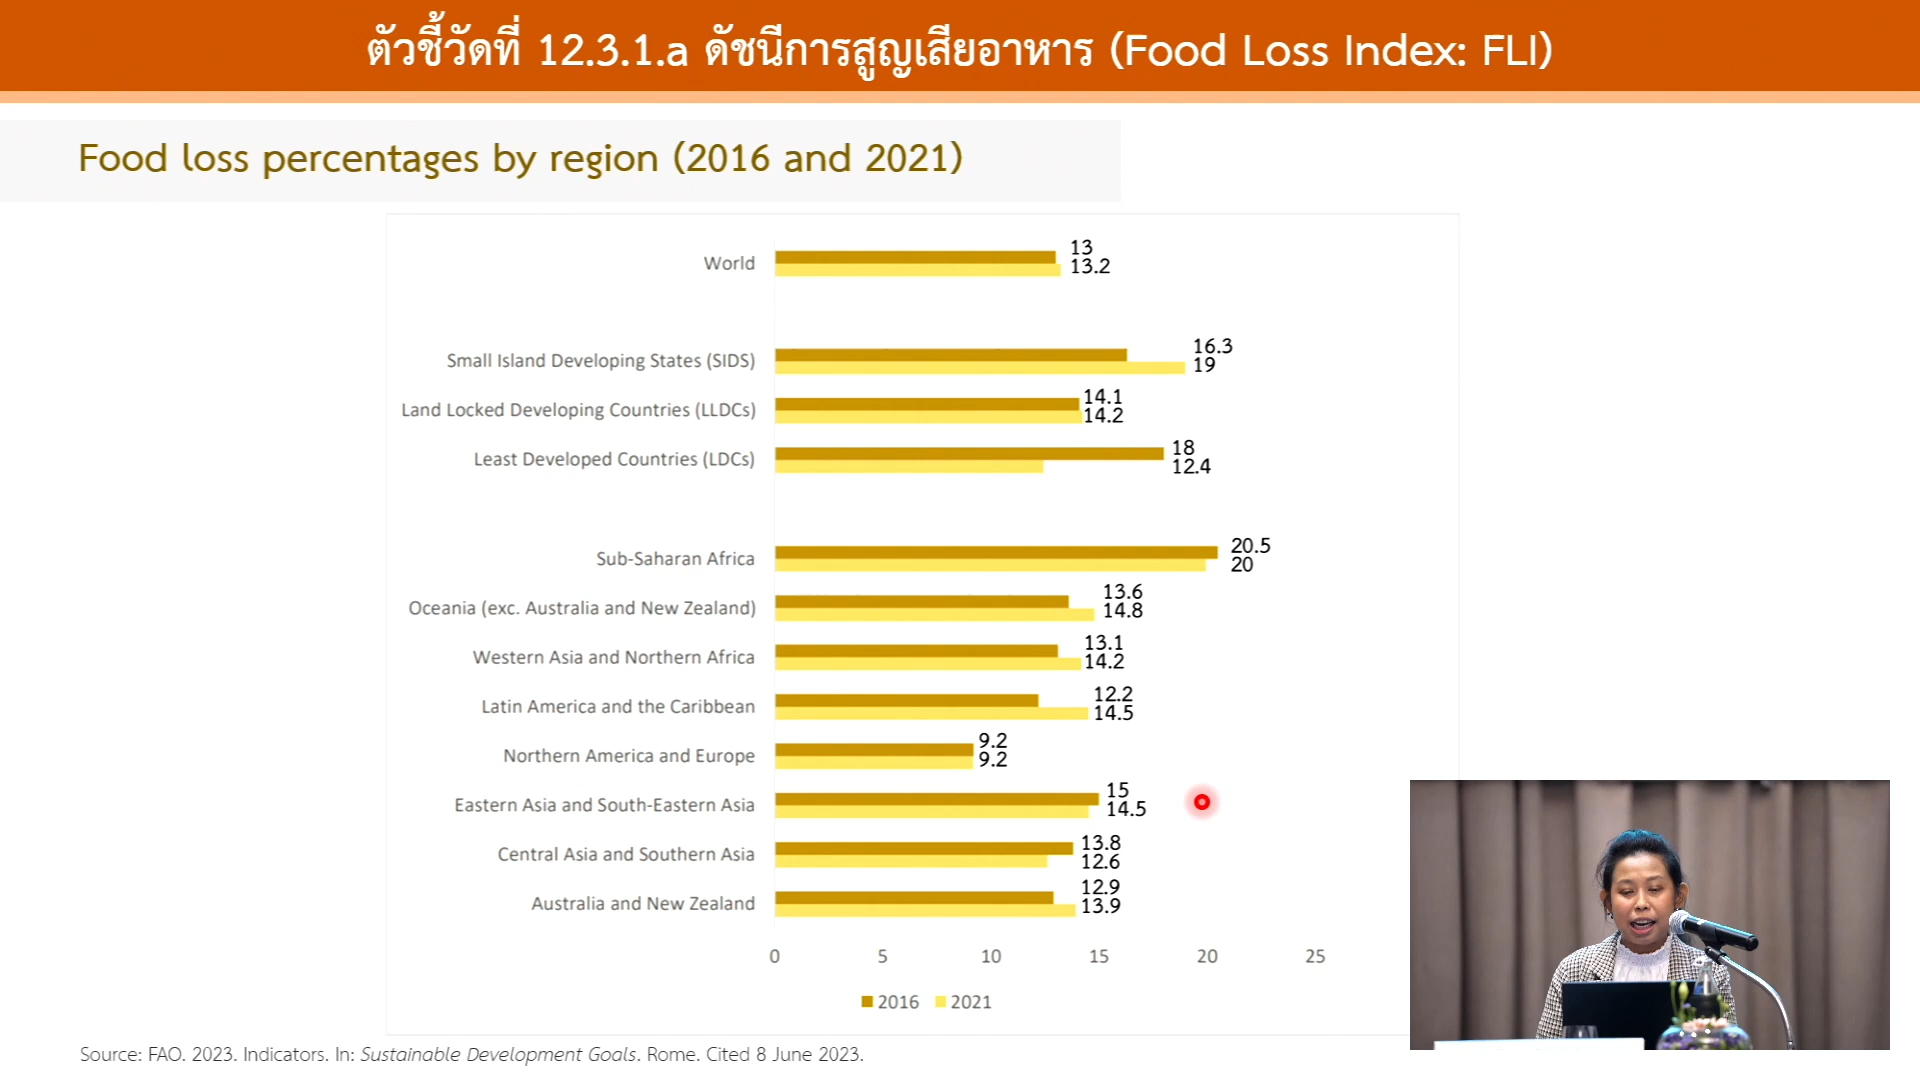 ตัวชี้วัดที่ 12.3.1.a ดัชนีการสูญเสียอาหาร (Food Loss Index: FLI)
Food loss percentages by region (2016 and 2021)
World
13
13.2
Small Island Developing States (SIDS)
16.3
19
Land Locked Developing Countries (LLDCs)
14.1
14.2
Least Developed Countries (LDCs)
18
12.4
Sub-Saharan Africa
20.5
20
Oceania (exc. Australia and New Zealand)
13.6
14.8
Western Asia and Northern Africa
13.1
14.2
Latin America and the Caribbean
12.2
14.5
Northern America and Europe
9.2
9.2
Eastern Asia and South-Eastern Asia
15
14.5
Central Asia and Southern Asia
13.8
12.6
Australia and New Zealand
12.9
13.9
0 5 10 15 20 25
2016 2021
Source: FAO. 2023. Indicators. In: Sustainable Development Goals. Rome. Cited 8 June 2023.